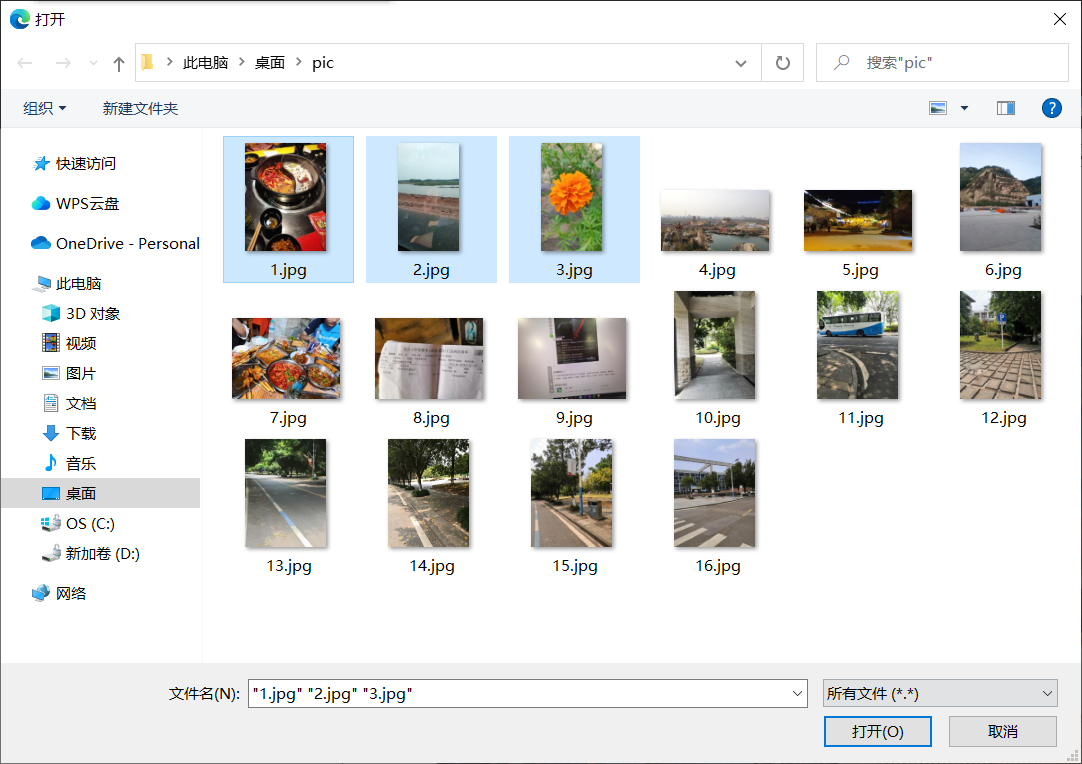 打开
此电脑 桌面 pic
搜索"pic"
组织
新建文件夹
快速访问
WPS云盘
OneDrive - Personal
此电脑
3D 对象
视频
图片
文档
下载
音乐
桌面
OS (C:)
新加卷 (D:)
网络
1.jpg
2.jpg
3.jpg
4.jpg
5.jpg
6.jpg
7.jpg
8.jpg
9.jpg
10.jpg
11.jpg
12.jpg
13.jpg
14.jpg
15.jpg
16.jpg
文件名(N):
"1.jpg" "2.jpg" "3.jpg"
所有文件 (*.*)
打开(O)
取消